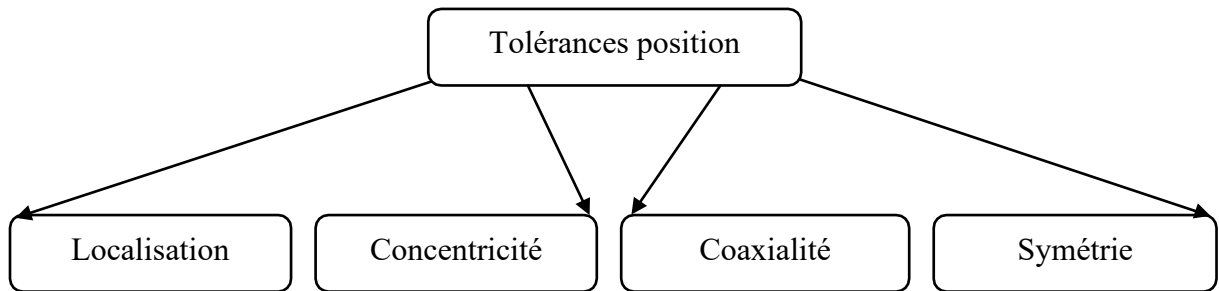 Tolérances position
Localisation
Concentricité
Coaxialité
Symétrie